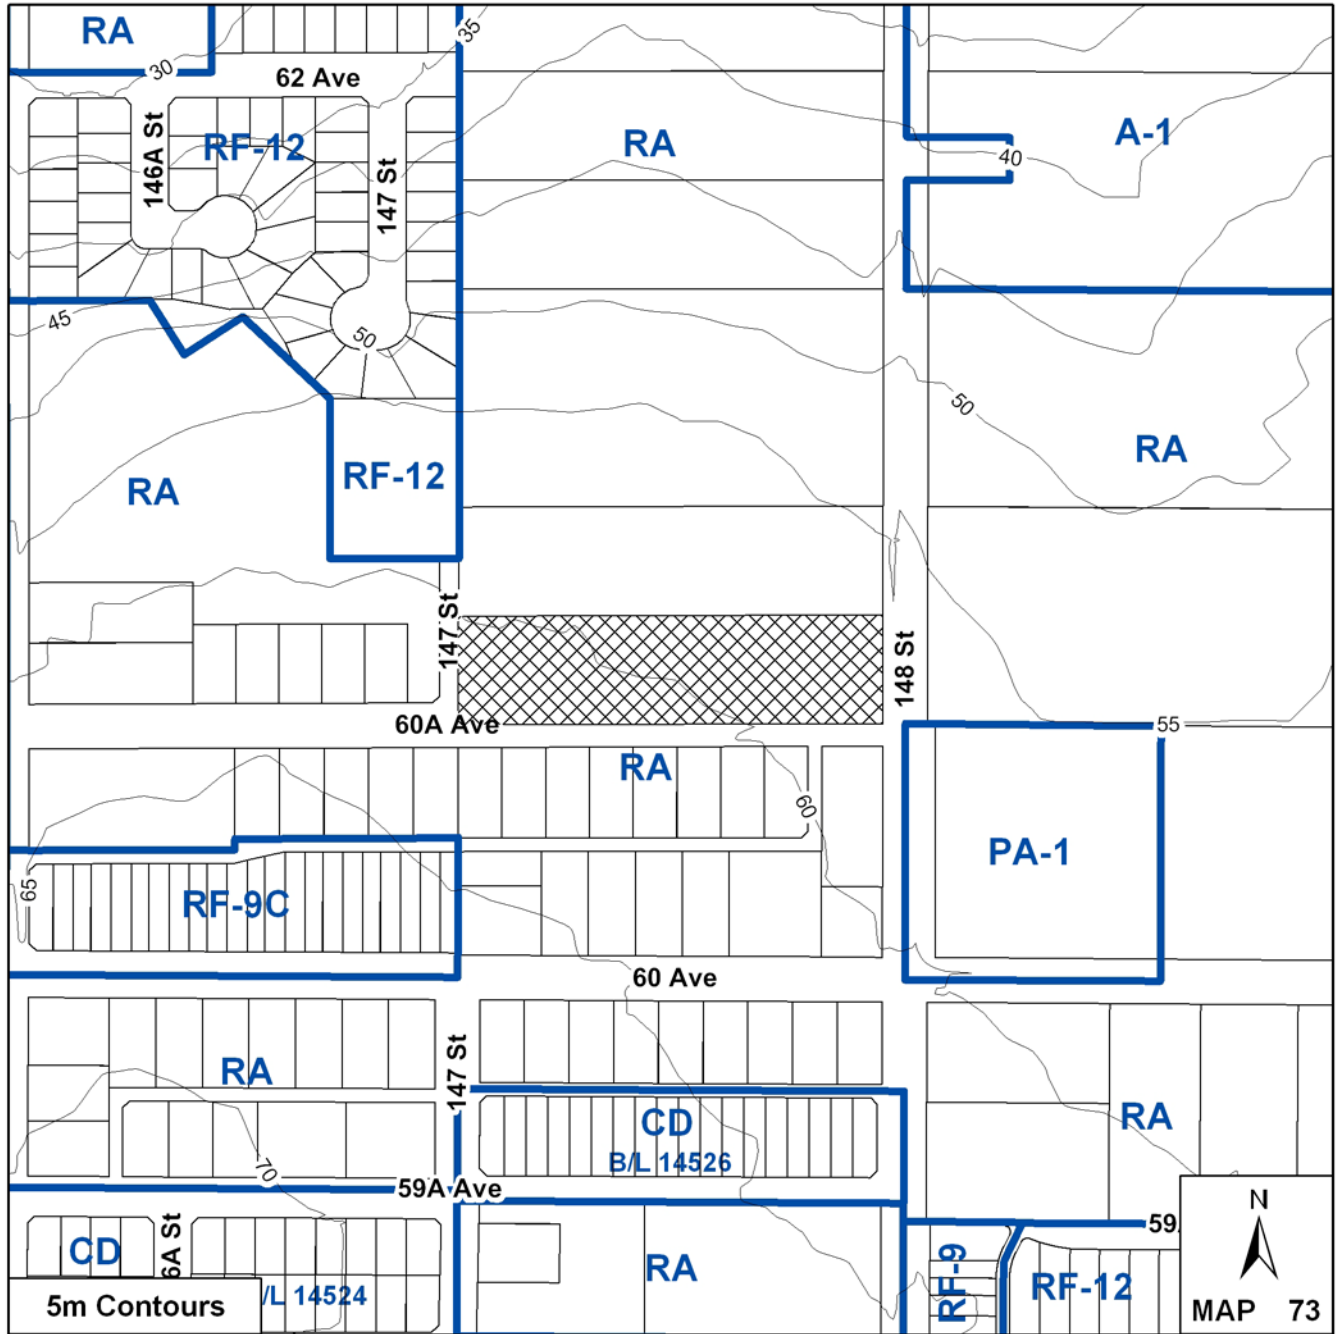 RA
35
30
62 Ave
146A St
RF-12
147 St
RA
A-1
40
45
50
50
RA
RF-12
RA
147 St
148 St
60A Ave
55
RA
60
PA-1
65
RF-9C
60 Ave
147 St
RA
CD
B/L 14526
RA
70
59A Ave
6A St
CD
/L 14524
RA
RF-9
RF-12
59
N
5m Contours
MAP 73